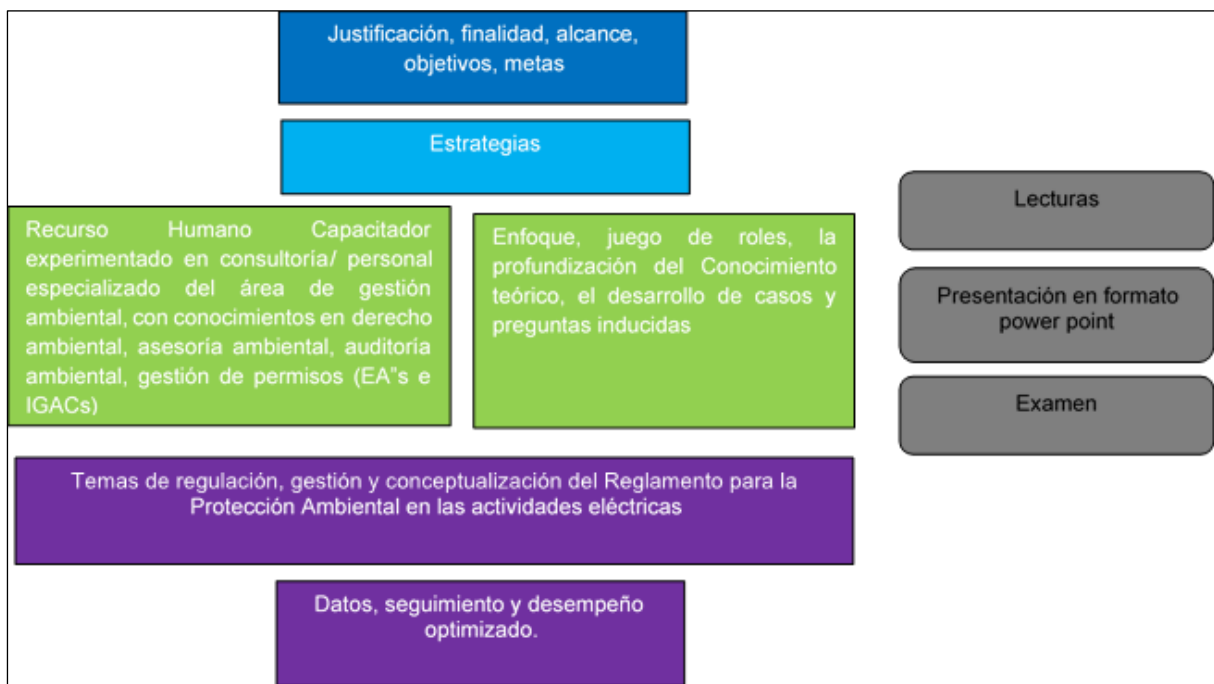 Justificación, finalidad, alcance,
objetivos, metas
Estrategias
Recurso Humano Capacitador
experimentado en consultoría/ personal
especializado del área de gestión
ambiental, con conocimientos en derecho
ambiental, asesoría ambiental, auditoría
ambiental, gestión de permisos (EA"s e
IGACs)
Enfoque, juego de roles, la
profundización del Conocimiento
teórico, el desarrollo de casos y
preguntas inducidas
Lecturas
Presentación en formato
power point
Examen
Temas de regulación, gestión y conceptualización del Reglamento para la
Protección Ambiental en las actividades eléctricas
Datos, seguimiento y desempeño
optimizado.